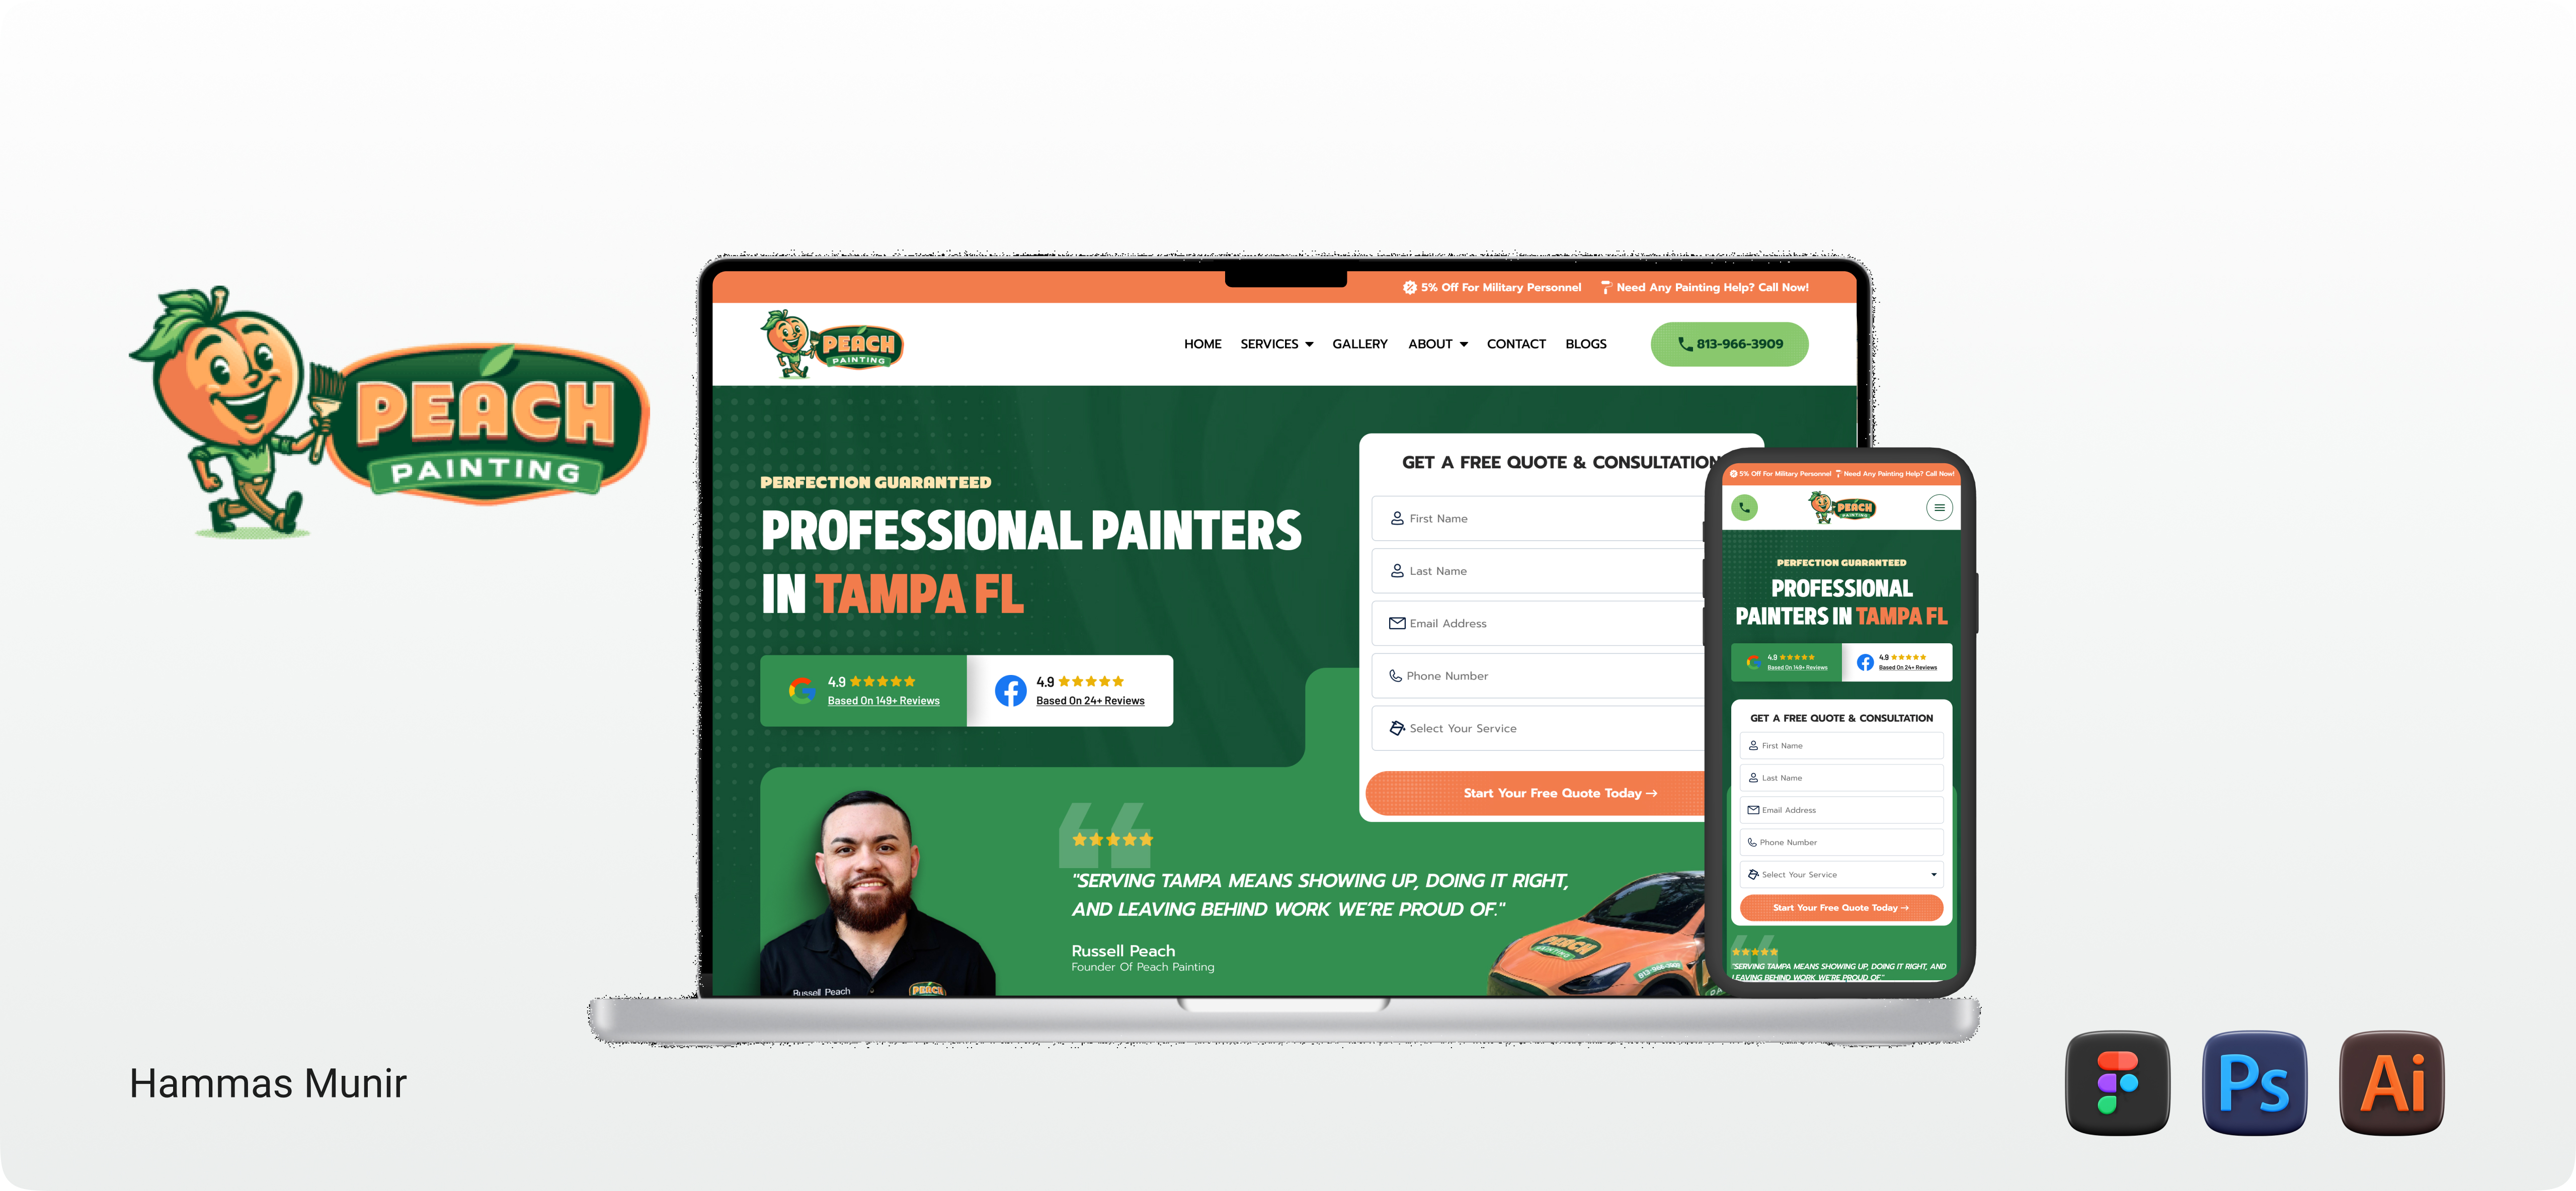 PEACH
PAINTING
5% Off For Military Personnel Need Any Painting Help? Call Now!
PEACH
PAINTING
HOME SERVICES GALLERY ABOUT CONTACT BLOGS 813-966-3909
PERFECTION GUARANTEED
PROFESSIONAL PAINTERS
IN TAMPA FL
4.9
Based On 149+ Reviews
4.9
Based On 24+ Reviews
GET A FREE QUOTE & CONSULTATION
First Name
Last Name
Email Address
Phone Number
Select Your Service
Start Your Free Quote Today →
"SERVING TAMPA MEANS SHOWING UP, DOING IT RIGHT,
AND LEAVING BEHIND WORK WE'RE PROUD OF."
Russell Peach
Founder Of Peach Painting
Russell Peach
PEACH
PEACH
PAINTING
813-966-3909
5% Off For Military Personnel Need Any Painting Help? Call Now!
PEACH
PAINTING
PERFECTION GUARANTEED
PROFESSIONAL
PAINTERS IN TAMPA FL
4.9
Based On 149+ Reviews
4.9
Based On 24+ Reviews
GET A FREE QUOTE & CONSULTATION
First Name
Last Name
Email Address
Phone Number
Select Your Service
Start Your Free Quote Today →
"SERVING TAMPA MEANS SHOWING UP, DOING IT RIGHT, AND
LEAVING BEHIND WORK WE'RE PROUD OF."
Hammas Munir
Ps
Ai